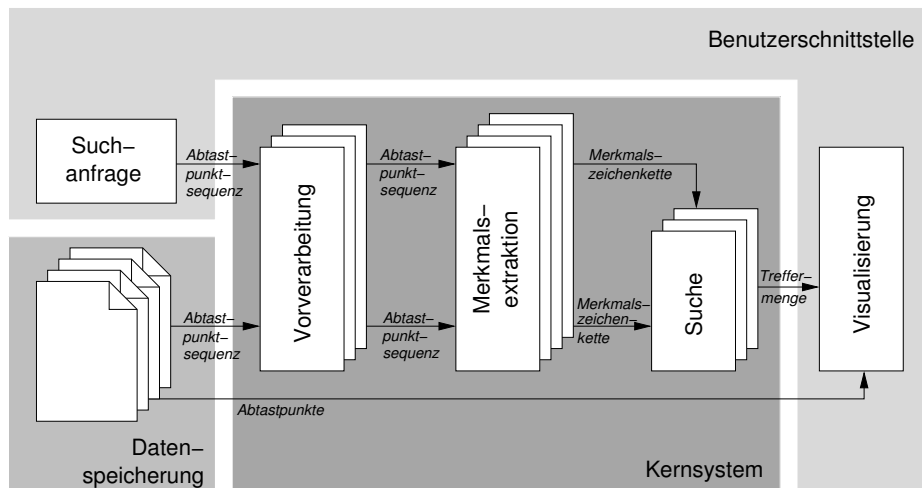 Benutzerschnittstelle
Such–
anfrage
Abtast–
punkt–
sequenz
Vorverarbeitung
Abtast–
punkt–
sequenz
Merkmals–
extraktion
Merkmals–
zeichenkette
Suche
Treffer–
menge
Visualisierung
Abtast–
punkt–
sequenz
Abtast–
punkt–
sequenz
Merkmals–
zeichen–
kette
Abtastpunkte
Daten–
speicherung
Kernsystem